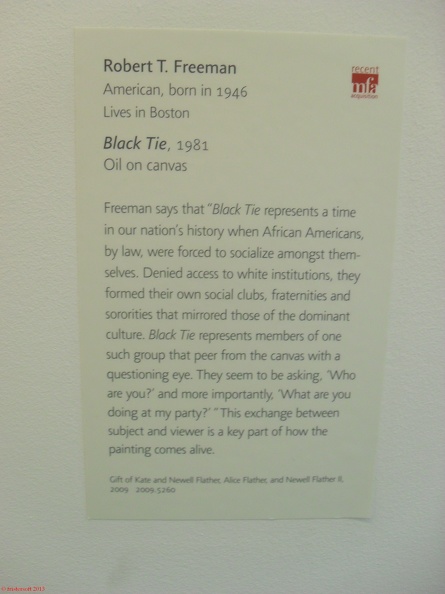 Robert T. Freeman
American, born in 1946
Lives in Boston
recent
mfa
acquisition
Black Tie, 1981
Oil on canvas
Freeman says that "Black Tie represents a time
in our nation's history when African Americans,
by law, were forced to socialize amongst them-
selves. Denied access to white institutions, they
formed their own social clubs, fraternities and
sororities that mirrored those of the dominant
culture. Black Tie represents members of one
such group that peer from the canvas with a
questioning eye. They seem to be asking, 'Who
are you?' and more importantly, 'What are you
doing at my party?' " This exchange between
subject and viewer is a key part of how the
painting comes alive.
Gift of Kate and Newell Flather, Alice Flather, and Newell Flather II,
2009 2009.5260